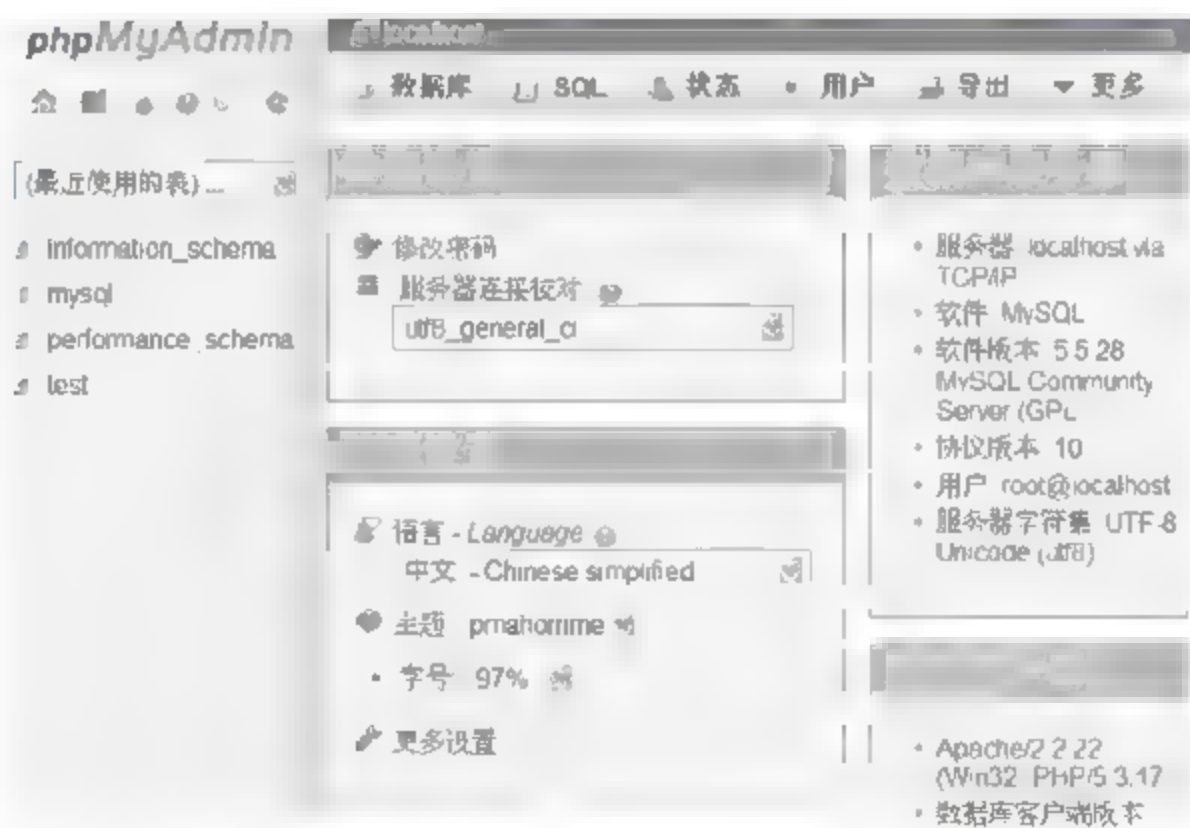 phpMyAdmin
localhost
数据库 SQL 状态 用户 导出 更多
(最近使用的表) ...
information_schema
mysql
performance_schema
test
修改密码
服务器连接校对
utf8_general_ci
语言 - Language
中文 - Chinese simplified
主题 pmahomme
字号 97%
更多设置
服务器 localhost via
TCP/IP
软件 MySQL
软件版本 5.5.28
MySQL Community
Server (GPL
协议版本 10
用户 root@localhost
服务器字符集 UTF-8
Unicode (utf8)
Apache/2.2.22
(Win32 PHP/5.3.17
数据库客户端版本